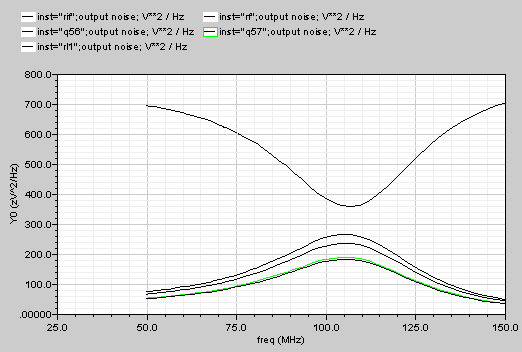 inst="rif";output noise; V**2 / Hz inst="rf";output noise; V**2 / Hz
inst="q56";output noise; V**2 / Hz inst="q57";output noise; V**2 / Hz
inst="rl1";output noise; V**2 / Hz
800.0
700.0
600.0
500.0
400.0
300.0
200.0
100.0
.00000
Y0 (zV^2/Hz)
25.0 50.0 75.0 100.0 125.0 150.0
freq (MHz)